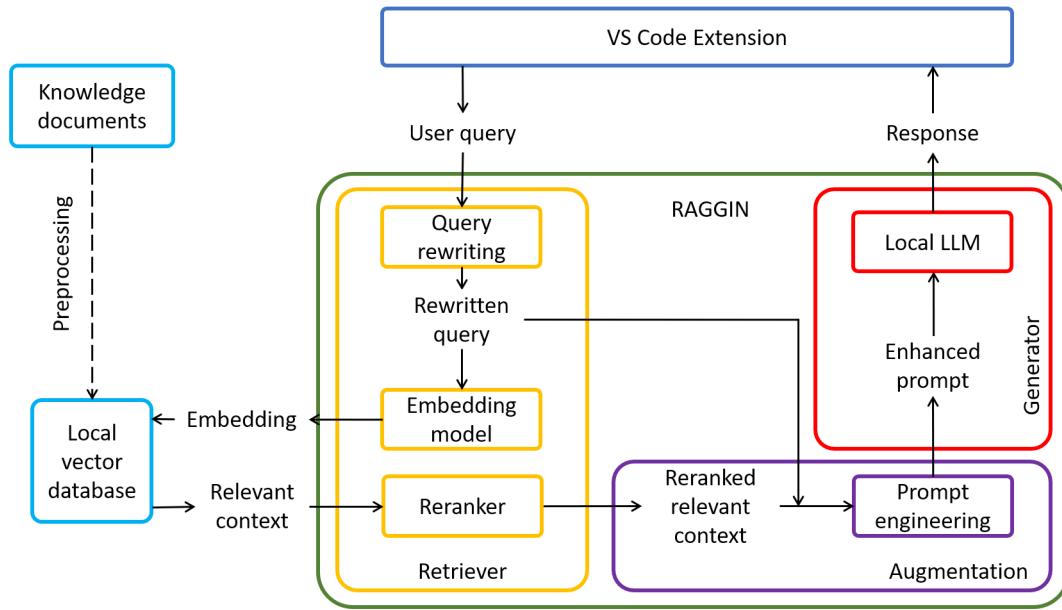 VS Code Extension
Knowledge
documents
User query
Response
Preprocessing
RAGGIN
Query
rewriting
Local LLM
Rewritten
query
Enhanced
prompt
Generator
Embedding
Embedding
model
Local
vector
database
Relevant
context
Reranker
Reranked
relevant
context
Prompt
engineering
Retriever
Augmentation